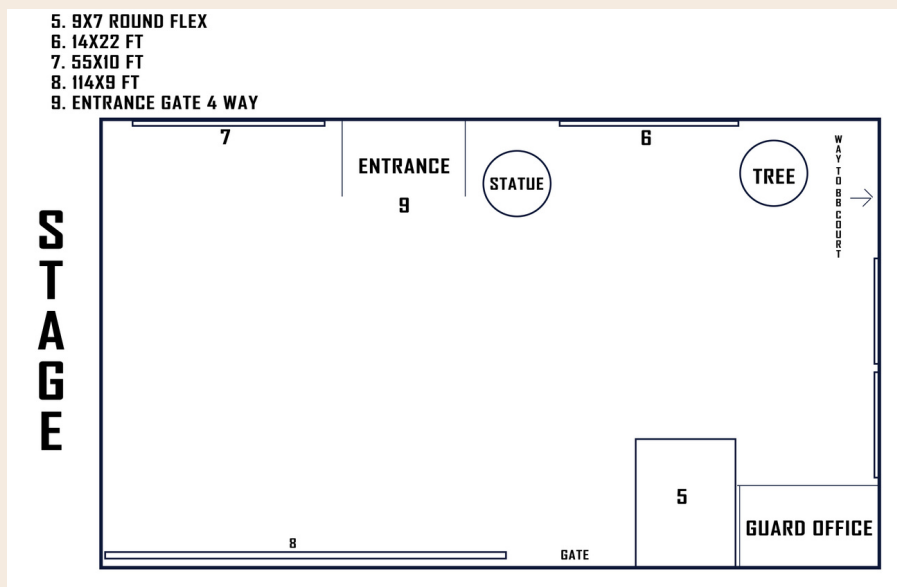 5. 9X7 ROUND FLEX
6. 14X22 FT
7. 55X10 FT
8. 114X9 FT
9. ENTRANCE GATE 4 WAY
7
6
ENTRANCE
9
STATUE
TREE
WAY TO BB COURT
STAGE
5
GUARD OFFICE
8
GATE